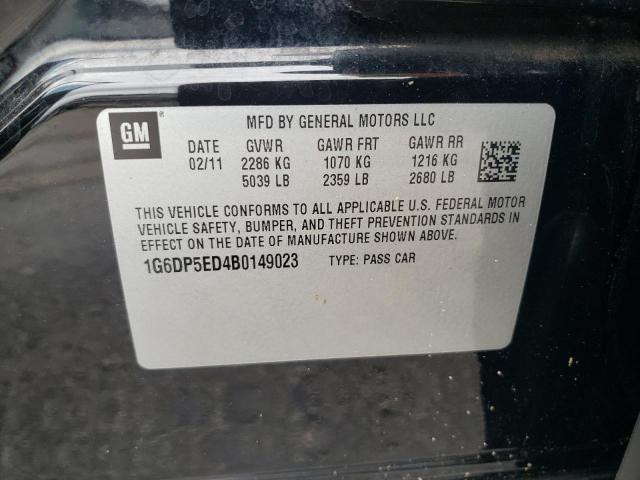 GM ®
MFD BY GENERAL MOTORS LLC
DATE GVWR GAWR FRT GAWR RR
02/11 2286 KG 1070 KG 1216 KG
5039 LB 2359 LB 2680 LB
THIS VEHICLE CONFORMS TO ALL APPLICABLE U.S. FEDERAL MOTOR
VEHICLE SAFETY, BUMPER, AND THEFT PREVENTION STANDARDS IN
EFFECT ON THE DATE OF MANUFACTURE SHOWN ABOVE.
1G6DP5ED4B0149023 TYPE: PASS CAR